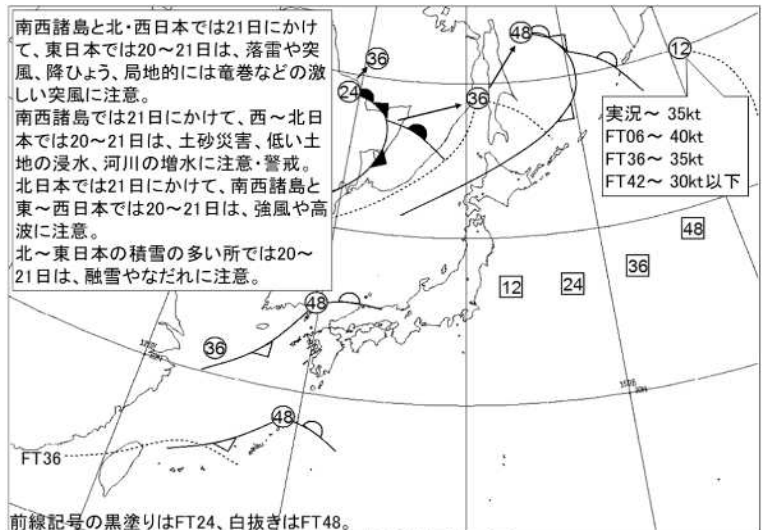 南西諸島と北・西日本では21日にかけ
て、東日本では20～21日は、落雷や突
風、降ひょう、局地的には竜巻などの激
しい突風に注意。
南西諸島では21日にかけて、西～北日
本では20～21日は、土砂災害、低い土
地の浸水、河川の増水に注意・警戒。
北日本では21日にかけて、南西諸島と
東～西日本では20～21日は、強風や高
波に注意。
北～東日本の積雪の多い所では20～
21日は、融雪やなだれに注意。
36
24
36
48
12
実況～ 35kt
FT06～ 40kt
FT36～ 35kt
FT42～ 30kt以下
48
36
24
12
48
36
48
FT36
前線記号の黒塗りはFT24、白抜きはFT48。